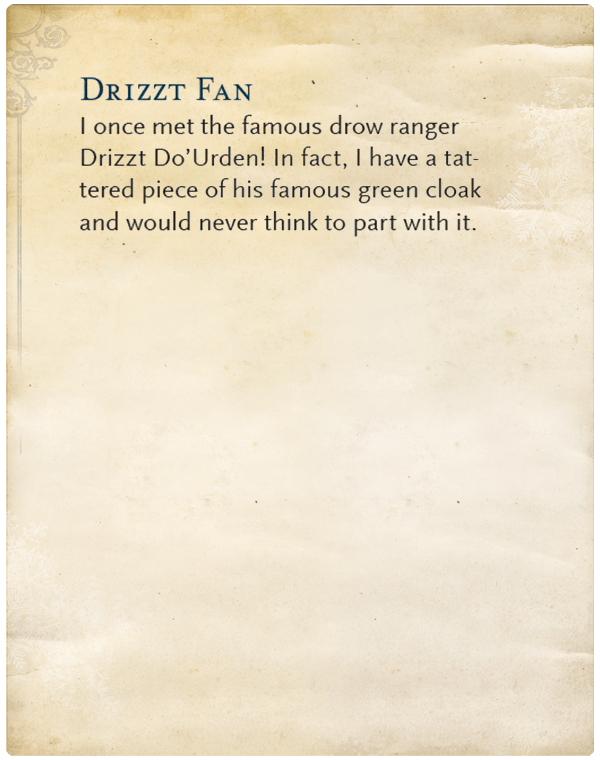 Drizzt Fan
I once met the famous drow ranger
Drizzt Do’Urden! In fact, I have a tat-
tered piece of his famous green cloak
and would never think to part with it.